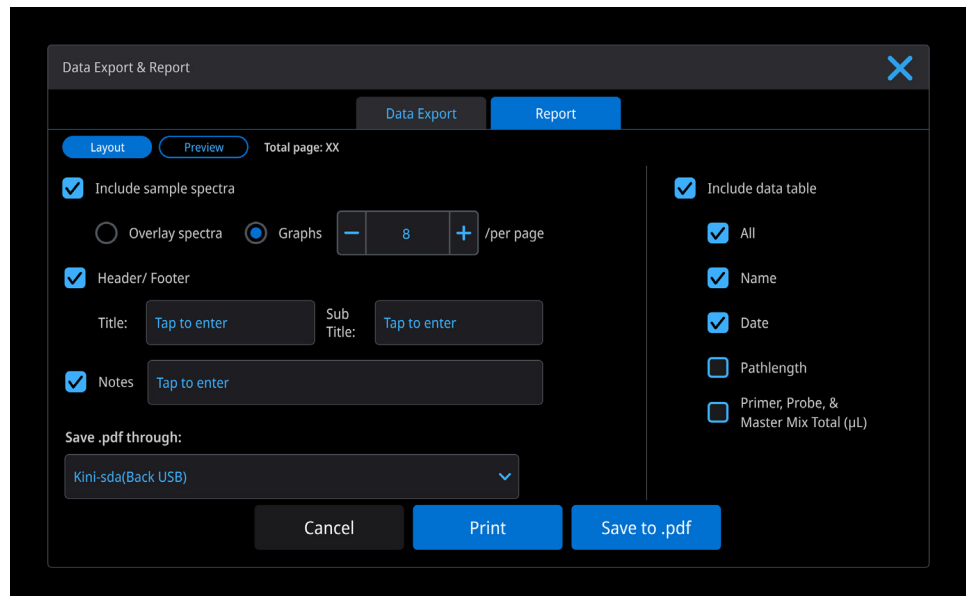 Data Export & Report
Data Export
Report
Layout
Preview
Total page: XX
Include sample spectra
Overlay spectra
Graphs
8
/per page
Header/ Footer
Title:
Tap to enter
Sub
Title:
Tap to enter
Notes
Tap to enter
Save .pdf through:
Kini-sda(Back USB)
Include data table
All
Name
Date
Pathlength
Primer, Probe, &
Master Mix Total (µL)
Cancel
Print
Save to .pdf